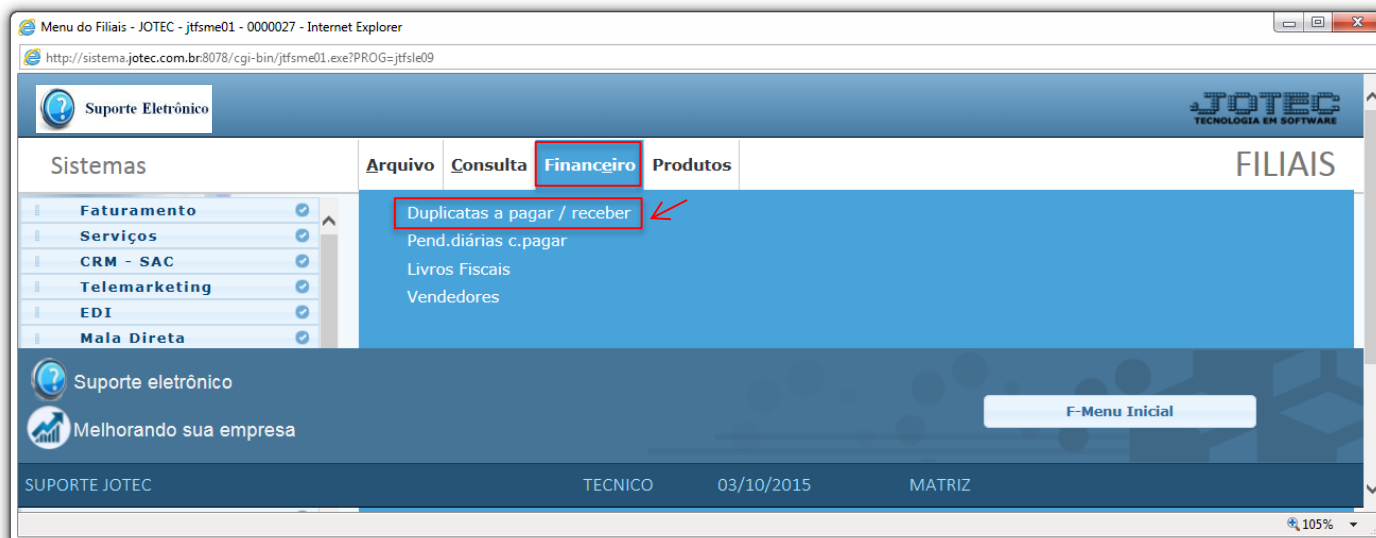 Menu do Filiais - JOTEC - jtfsme01 - 0000027 - Internet Explorer
http://sistema.jotec.com.br:8078/cgi-bin/jtfsme01.exe?PROG=jtfsle09
Suporte Eletrônico
JOTEC
TECNOLOGIA EM SOFTWARE
Sistemas
Arquivo Consulta Financeiro Produtos
FILIAIS
Faturamento
Serviços
CRM - SAC
Telemarketing
EDI
Mala Direta
Duplicatas a pagar / receber
Pend.diárias c.pagar
Livros Fiscais
Vendedores
Suporte eletrônico
Melhorando sua empresa
F-Menu Inicial
SUPORTE JOTEC TECNICO 03/10/2015 MATRIZ
105%